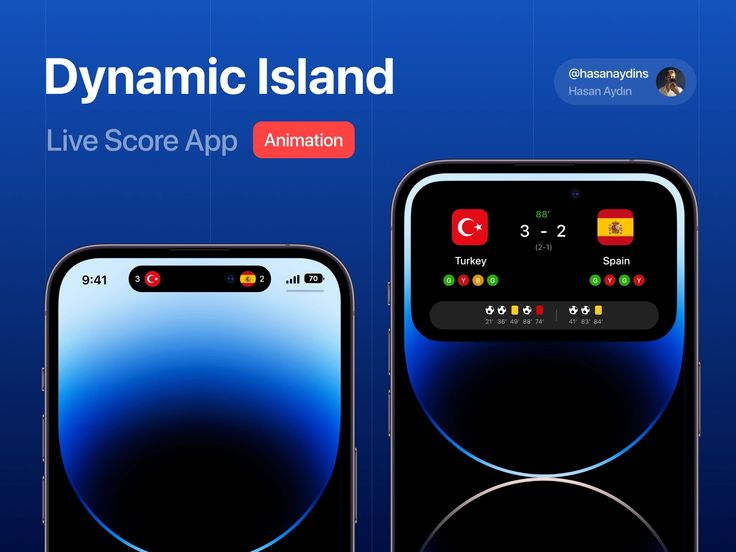 Dynamic Island
@hasanaydins
Hasan Aydın
Live Score App
Animation
9:41
3
2
70
88'
3 - 2
(2-1)
Turkey
Spain
G Y B G
G Y G Y
21' 36' 49' 88' 74'
41' 83' 84'